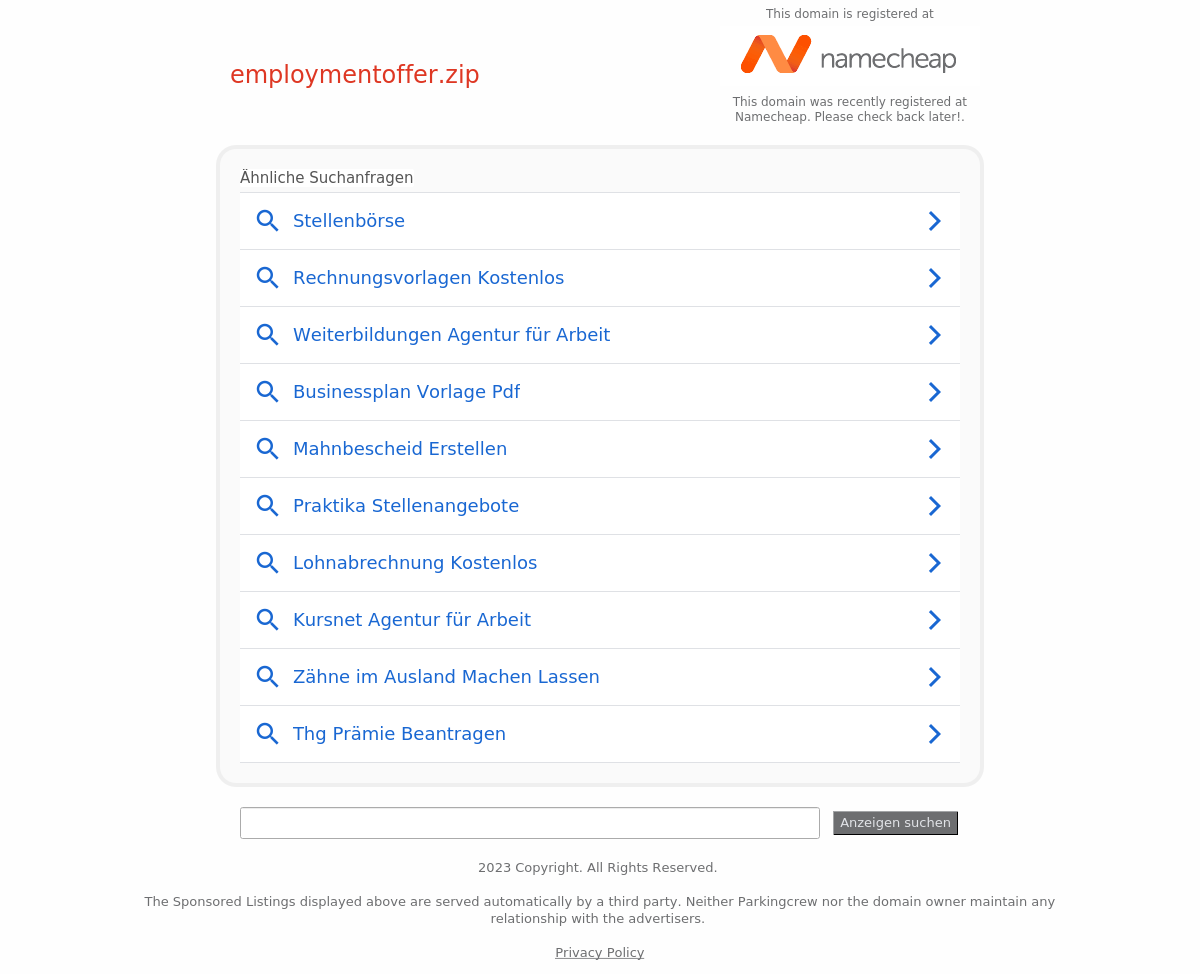 This domain is registered at
namecheap
employmentoffer.zip
This domain was recently registered at
Namecheap. Please check back later!.
Ähnliche Suchanfragen
Stellenbörse
Rechnungsvorlagen Kostenlos
Weiterbildungen Agentur für Arbeit
Businessplan Vorlage Pdf
Mahnbescheid Erstellen
Praktika Stellenangebote
Lohnabrechnung Kostenlos
Kursnet Agentur für Arbeit
Zähne im Ausland Machen Lassen
Thg Prämie Beantragen
Anzeigen suchen
2023 Copyright. All Rights Reserved.
The Sponsored Listings displayed above are served automatically by a third party. Neither Parkingcrew nor the domain owner maintain any
relationship with the advertisers.
Privacy Policy